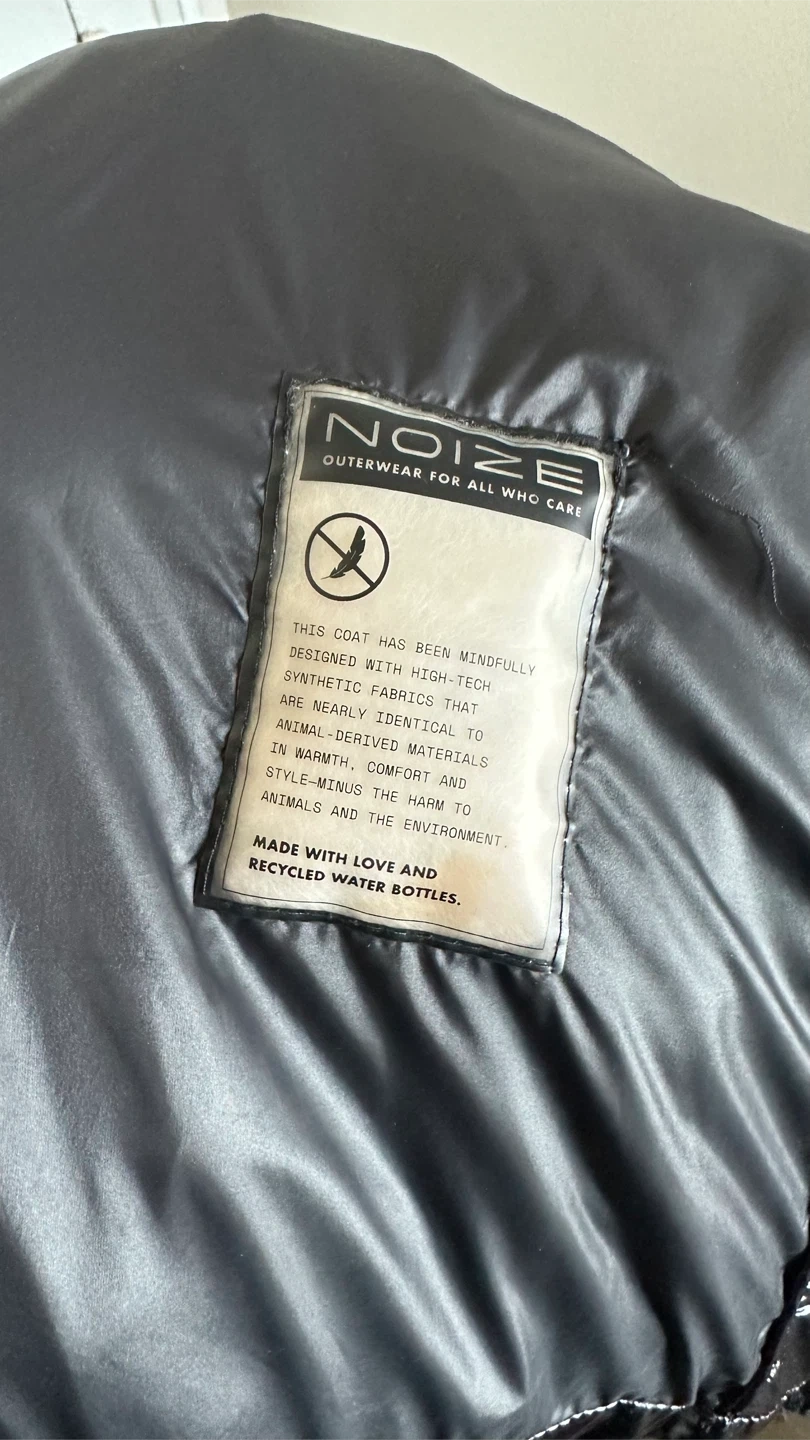 NOIZE
OUTERWEAR FOR ALL WHO CARE
THIS COAT HAS BEEN MINDFULLY
DESIGNED WITH HIGH-TECH
SYNTHETIC FABRICS THAT
ARE NEARLY IDENTICAL TO
ANIMAL-DERIVED MATERIALS
IN WARMTH, COMFORT AND
STYLE—MINUS THE HARM TO
ANIMALS AND THE ENVIRONMENT.
MADE WITH LOVE AND
RECYCLED WATER BOTTLES.